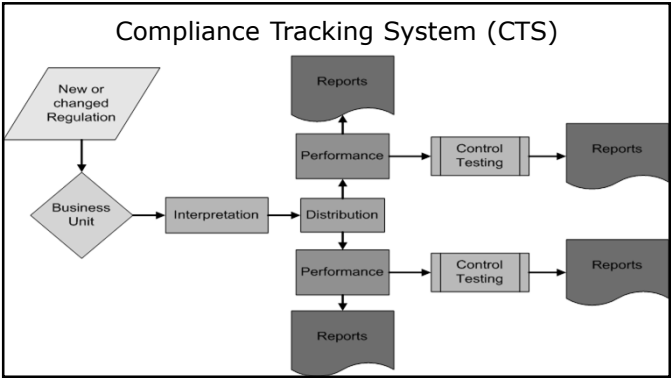 Compliance Tracking System (CTS)
New or
changed
Regulation
Business
Unit
Interpretation
Distribution
Reports
Performance
Control
Testing
Reports
Performance
Control
Testing
Reports
Reports